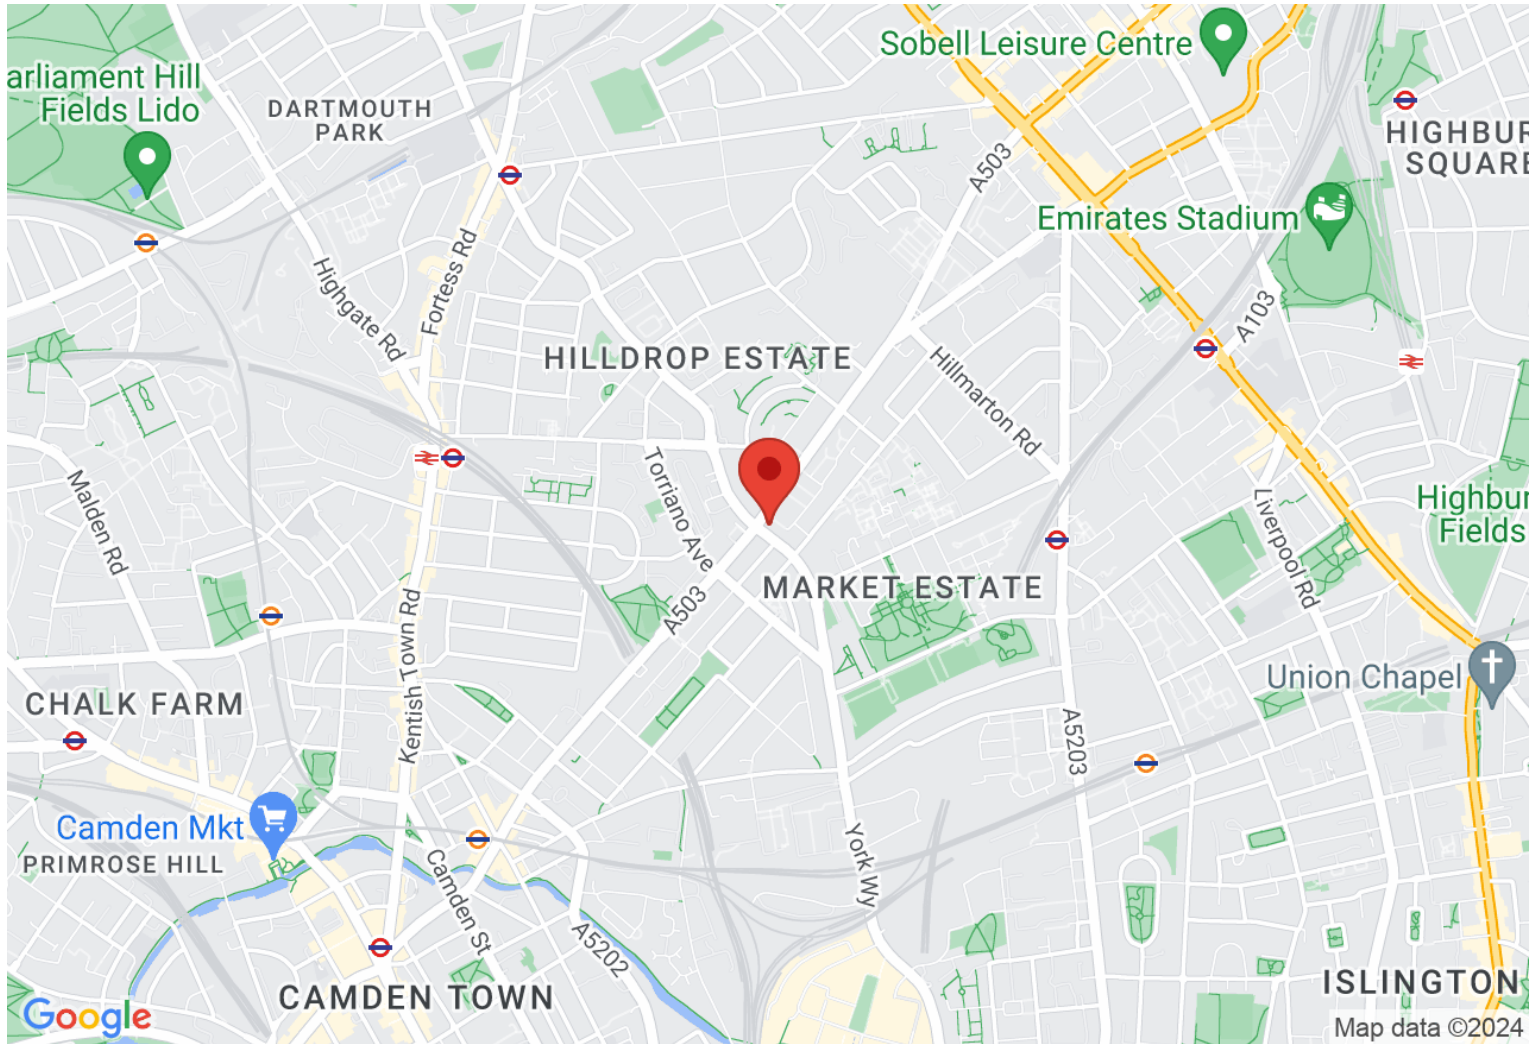 Sobell Leisure Centre
arliament Hill
Fields Lido
DARTMOUTH
PARK
HIGHBUR
SQUARE
A503
Emirates Stadium
Fortess Rd
Highgate Rd
A103
HILLDROP ESTATE
Hillmarton Rd
Torriano Ave
Malden Rd
Liverpool Rd
Highbur
Fields
MARKET ESTATE
A503
Kentish Town Rd
Union Chapel
CHALK FARM
A5203
Camden Mkt
PRIMROSE HILL
York Wy
Camden St
A5202
CAMDEN TOWN
ISLINGTON
Google
Map data ©2024